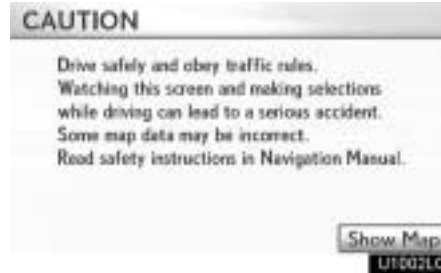 CAUTION
Drive safely and obey traffic rules.
Watching this screen and making selections
while driving can lead to a serious accident.
Some map data may be incorrect.
Read safety instructions in Navigation Manual.
Show Map
U1002LC